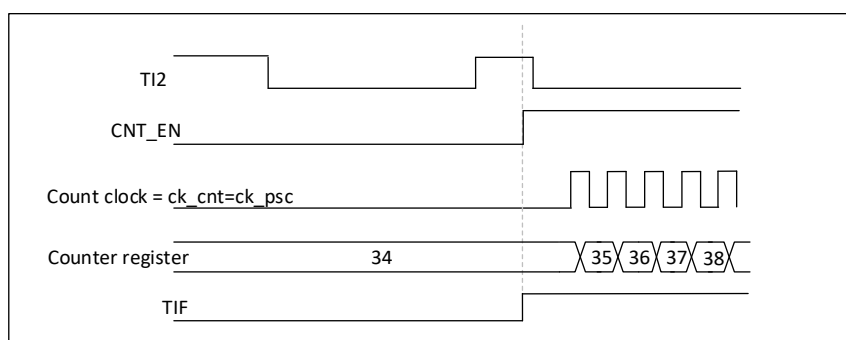 TI2
CNT_EN
Count clock = ck_cnt=ck_psc
Counter register 34 35 36 37 38
TIF